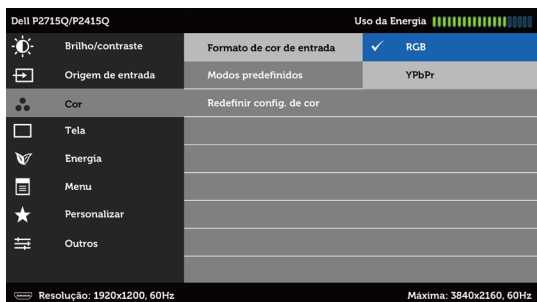 Dell P2715Q/P2415Q Uso da Energia
Brilho/contraste Formato de cor de entrada RGB
Origem de entrada Modos predefinidos YPbPr
Cor Redefinir config. de cor
Tela
Energia
Menu
Personalizar
Outros
Resolução: 1920x1200, 60Hz Máxima: 3840x2160, 60Hz